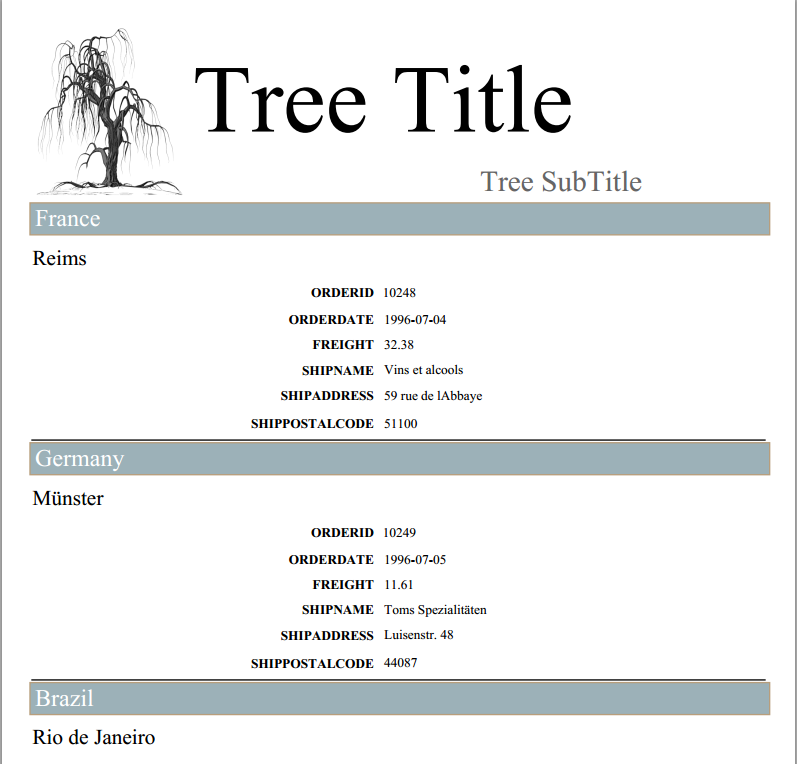 Tree Title
Tree SubTitle
France
Reims
ORDERID 10248
ORDERDATE 1996-07-04
FREIGHT 32.38
SHIPNAME Vins et alcools
SHIPADDRESS 59 rue de lAbbaye
SHIPPOSTALCODE 51100
Germany
Münster
ORDERID 10249
ORDERDATE 1996-07-05
FREIGHT 11.61
SHIPNAME Toms Spezialitäten
SHIPADDRESS Luisenstr. 48
SHIPPOSTALCODE 44087
Brazil
Rio de Janeiro